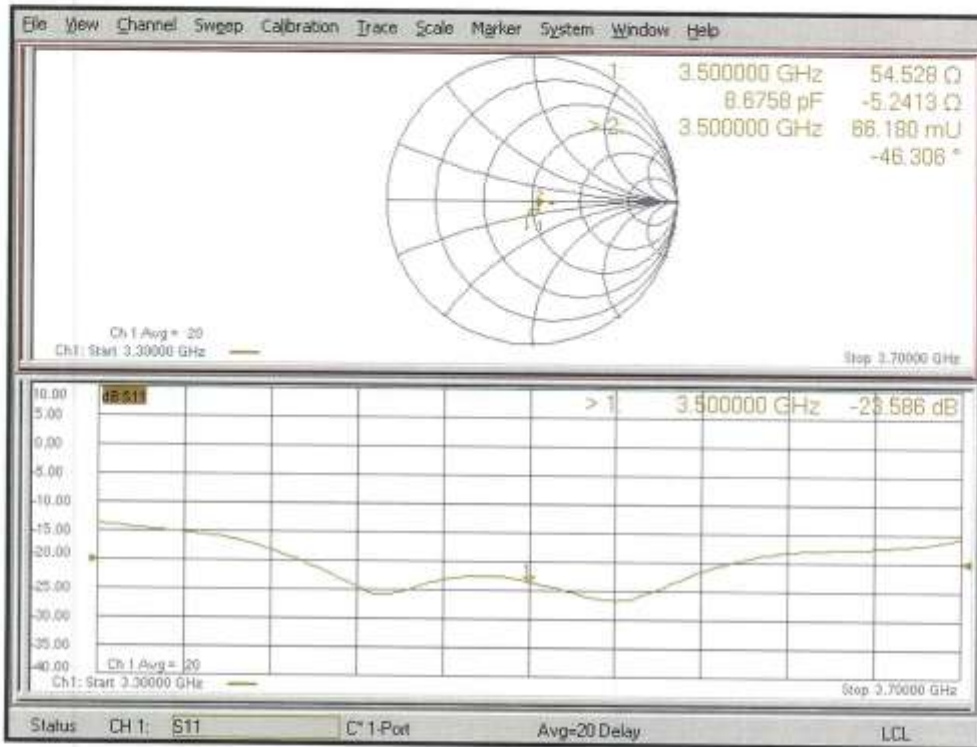 File View Channel Sweep Calibration Trace Scale Marker System Window Help
1: 3.500000 GHz 54.528 Ω
8.6758 pF -5.2413 Ω
> 2: 3.500000 GHz 66.180 mU
-46.306 °
Ch 1 Avg = 20
Ch1: Start 3.30000 GHz
Stop 3.70000 GHz
10.00
dB S11
> 1: 3.500000 GHz -23.586 dB
5.00
0.00
-5.00
-10.00
-15.00
-20.00
1
-25.00
-30.00
-35.00
-40.00
Ch 1 Avg = 20
Ch1: Start 3.30000 GHz
Stop 3.70000 GHz
Status CH 1: S11 C* 1-Port Avg=20 Delay LCL